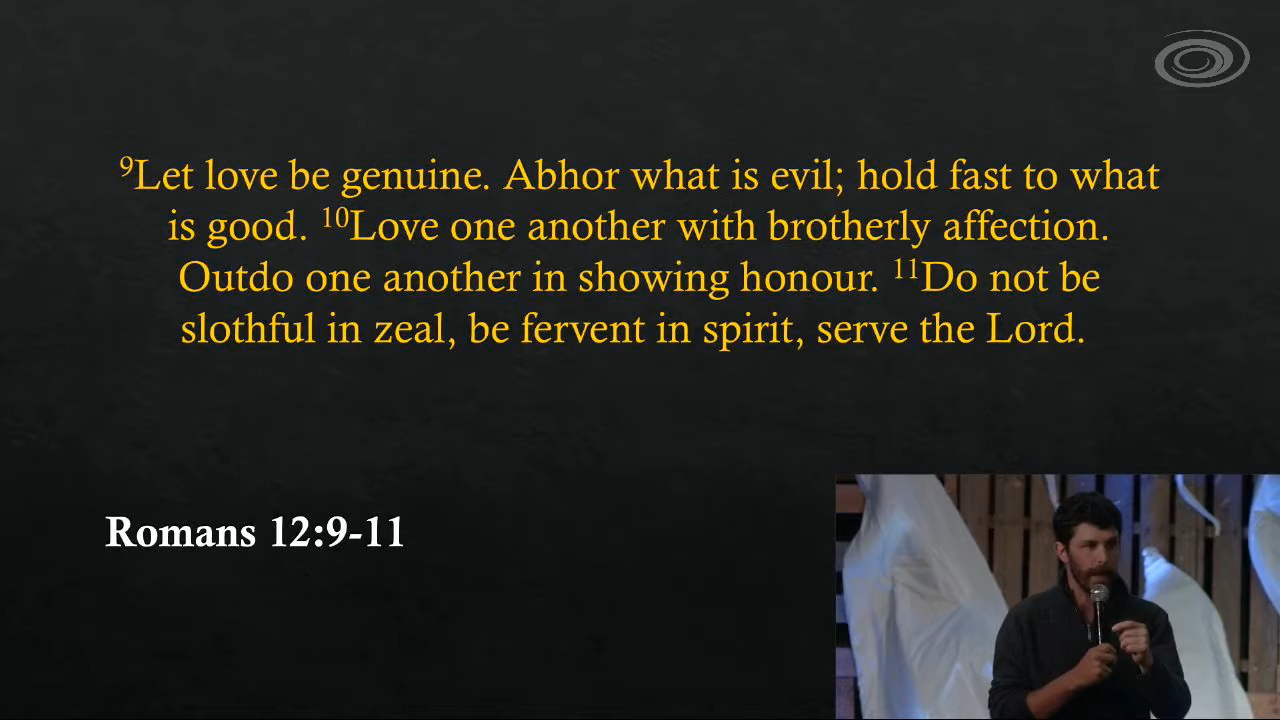 ⁹Let love be genuine. Abhor what is evil; hold fast to what
is good. ¹⁰Love one another with brotherly affection.
Outdo one another in showing honour. ¹¹Do not be
slothful in zeal, be fervent in spirit, serve the Lord.
Romans 12:9-11